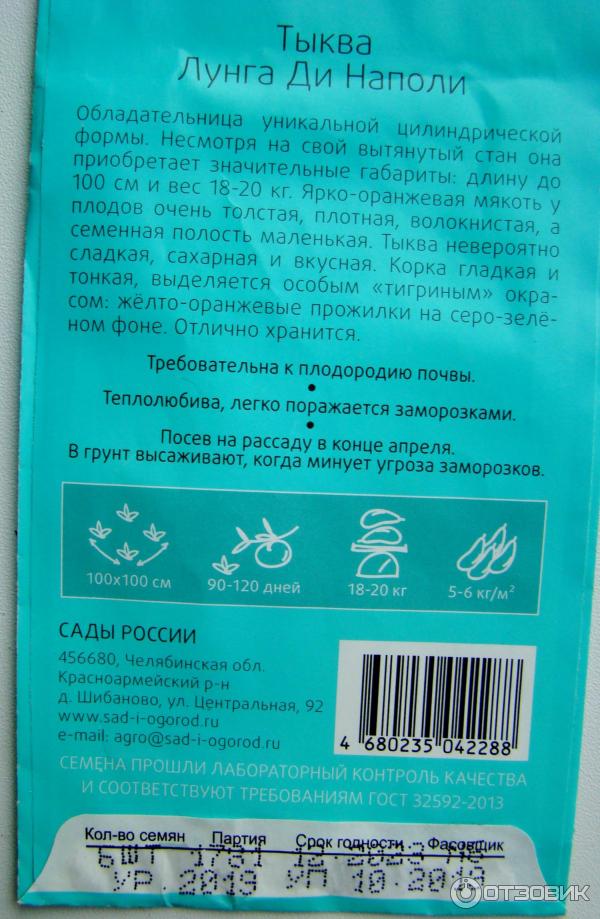 Тыква
Лунга Ди Наполи
Обладательница уникальной цилиндрической
формы. Несмотря на свой вытянутый стан она
приобретает значительные габариты: длину до
100 см и вес 18-20 кг. Ярко-оранжевая мякоть у
плодов очень толстая, плотная, волокнистая, а
семенная полость маленькая. Тыква невероятно
сладкая, сахарная и вкусная. Корка гладкая и
тонкая, выделяется особым «тигриным» окра-
сом: жёлто-оранжевые прожилки на серо-зелё-
ном фоне. Отлично хранится.
Требовательна к плодородию почвы.
•
Теплолюбива, легко поражается заморозками.
•
Посев на рассаду в конце апреля.
В грунт высаживают, когда минует угроза заморозков.
100х100 см 90-120 дней 18-20 кг 5-6 кг/м²
САДЫ РОССИИ
456680, Челябинская обл.
Красноармейский р-н
д. Шибаново, ул. Центральная, 92
www.sad-i-ogorod.ru
e-mail: agro@sad-i-ogorod.ru
4 680235 042288
СЕМЕНА ПРОШЛИ ЛАБОРАТОРНЫЙ КОНТРОЛЬ КАЧЕСТВА
И СООТВЕТСТВУЮТ ТРЕБОВАНИЯМ ГОСТ 32592-2013
Кол-во семян Партия Срок годности Фасовщик
6ШТ 1781 12.2023
УР.2019 УП 10.2019
ОТЗОВИК